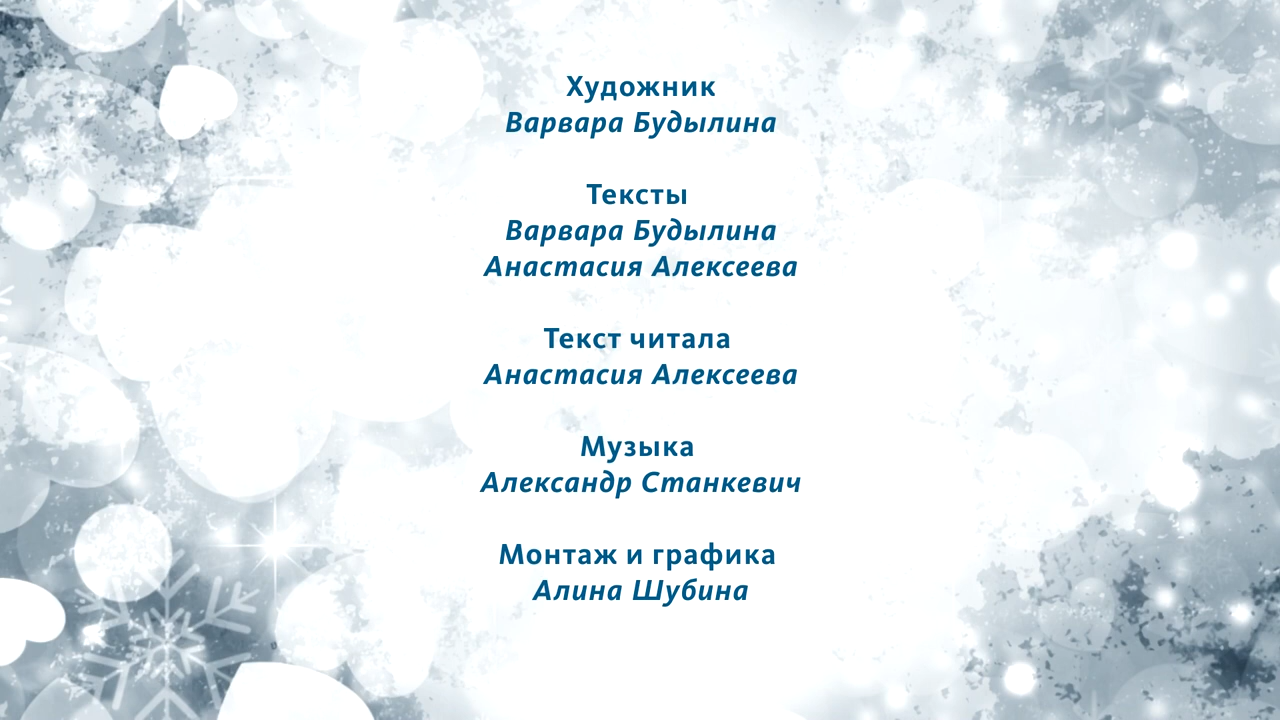 Художник
Варвара Будылина
Тексты
Варвара Будылина
Анастасия Алексеева
Текст читала
Анастасия Алексеева
Музыка
Александр Станкевич
Монтаж и графика
Алина Шубина